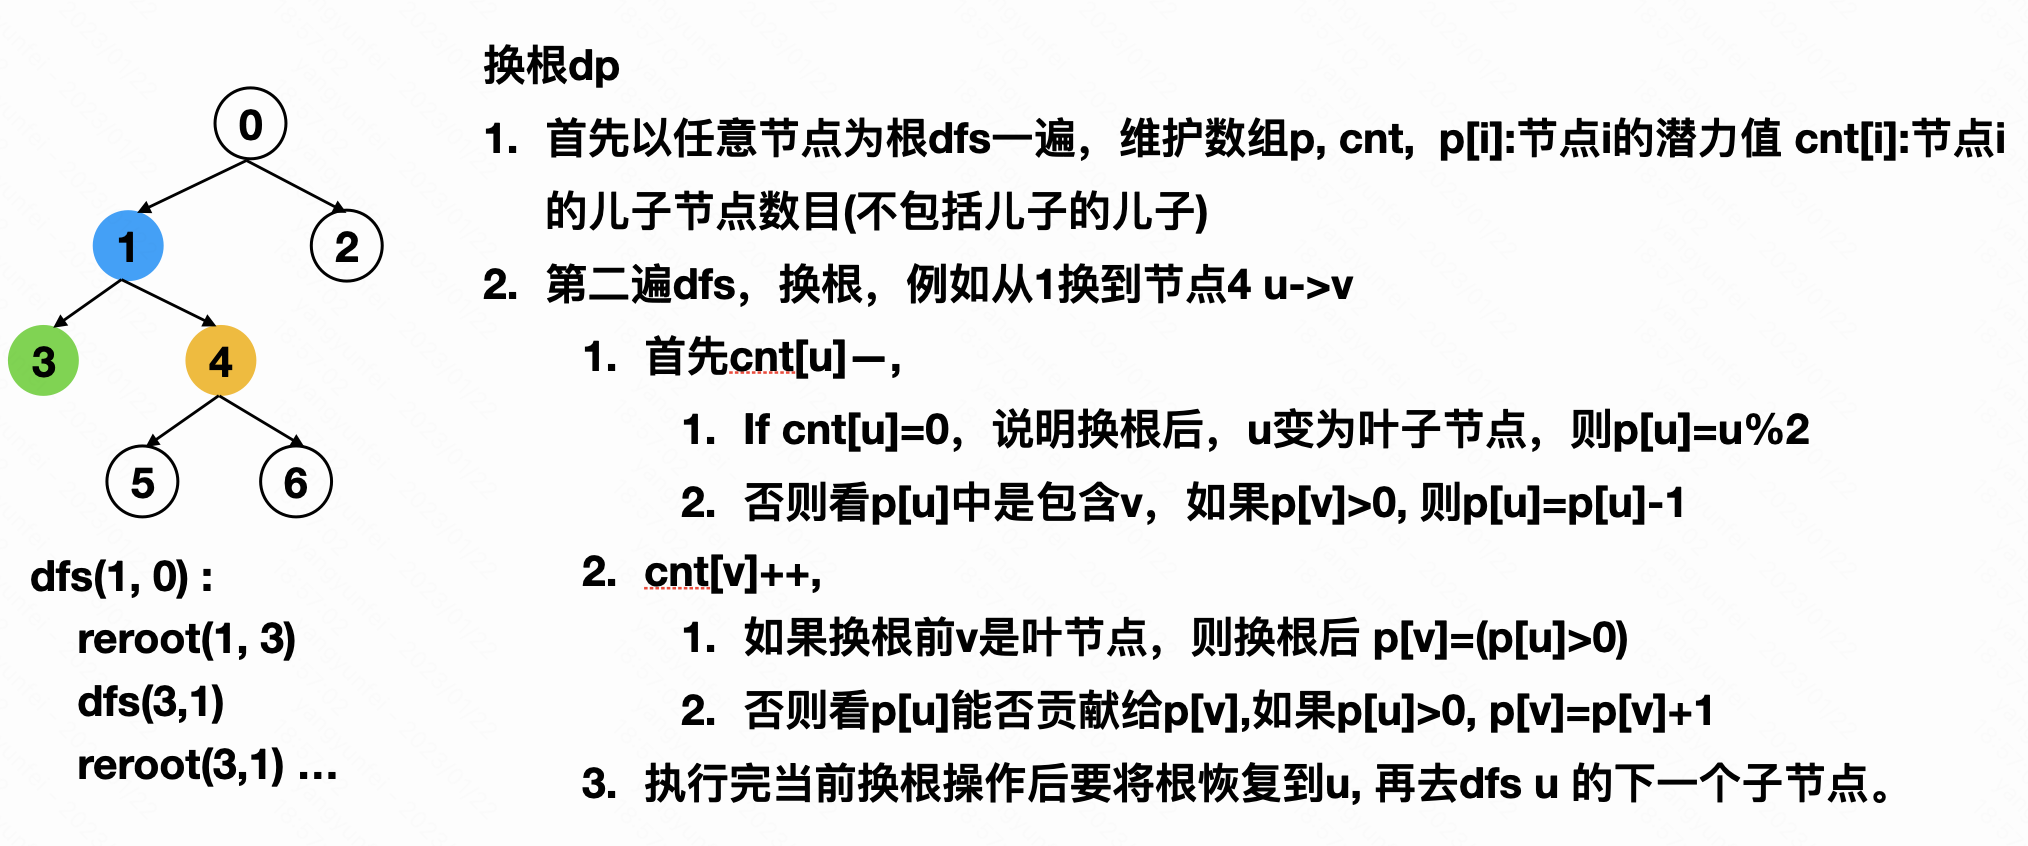 换根dp
1. 首先以任意节点为根dfs一遍，维护数组p, cnt, p[i]:节点i的潜力值 cnt[i]:节点i
的儿子节点数目(不包括儿子的儿子)
2. 第二遍dfs，换根，例如从1换到节点4 u->v
1. 首先cnt[u]—,
1. If cnt[u]=0，说明换根后，u变为叶子节点，则p[u]=u%2
2. 否则看p[u]中是包含v，如果p[v]>0, 则p[u]=p[u]-1
2. cnt[v]++,
1. 如果换根前v是叶节点，则换根后 p[v]=(p[u]>0)
2. 否则看p[u]能否贡献给p[v],如果p[u]>0, p[v]=p[v]+1
3. 执行完当前换根操作后要将根恢复到u, 再去dfs u 的下一个子节点。
0
1
2
3
4
5
6
dfs(1, 0) :
reroot(1, 3)
dfs(3,1)
reroot(3,1) ...